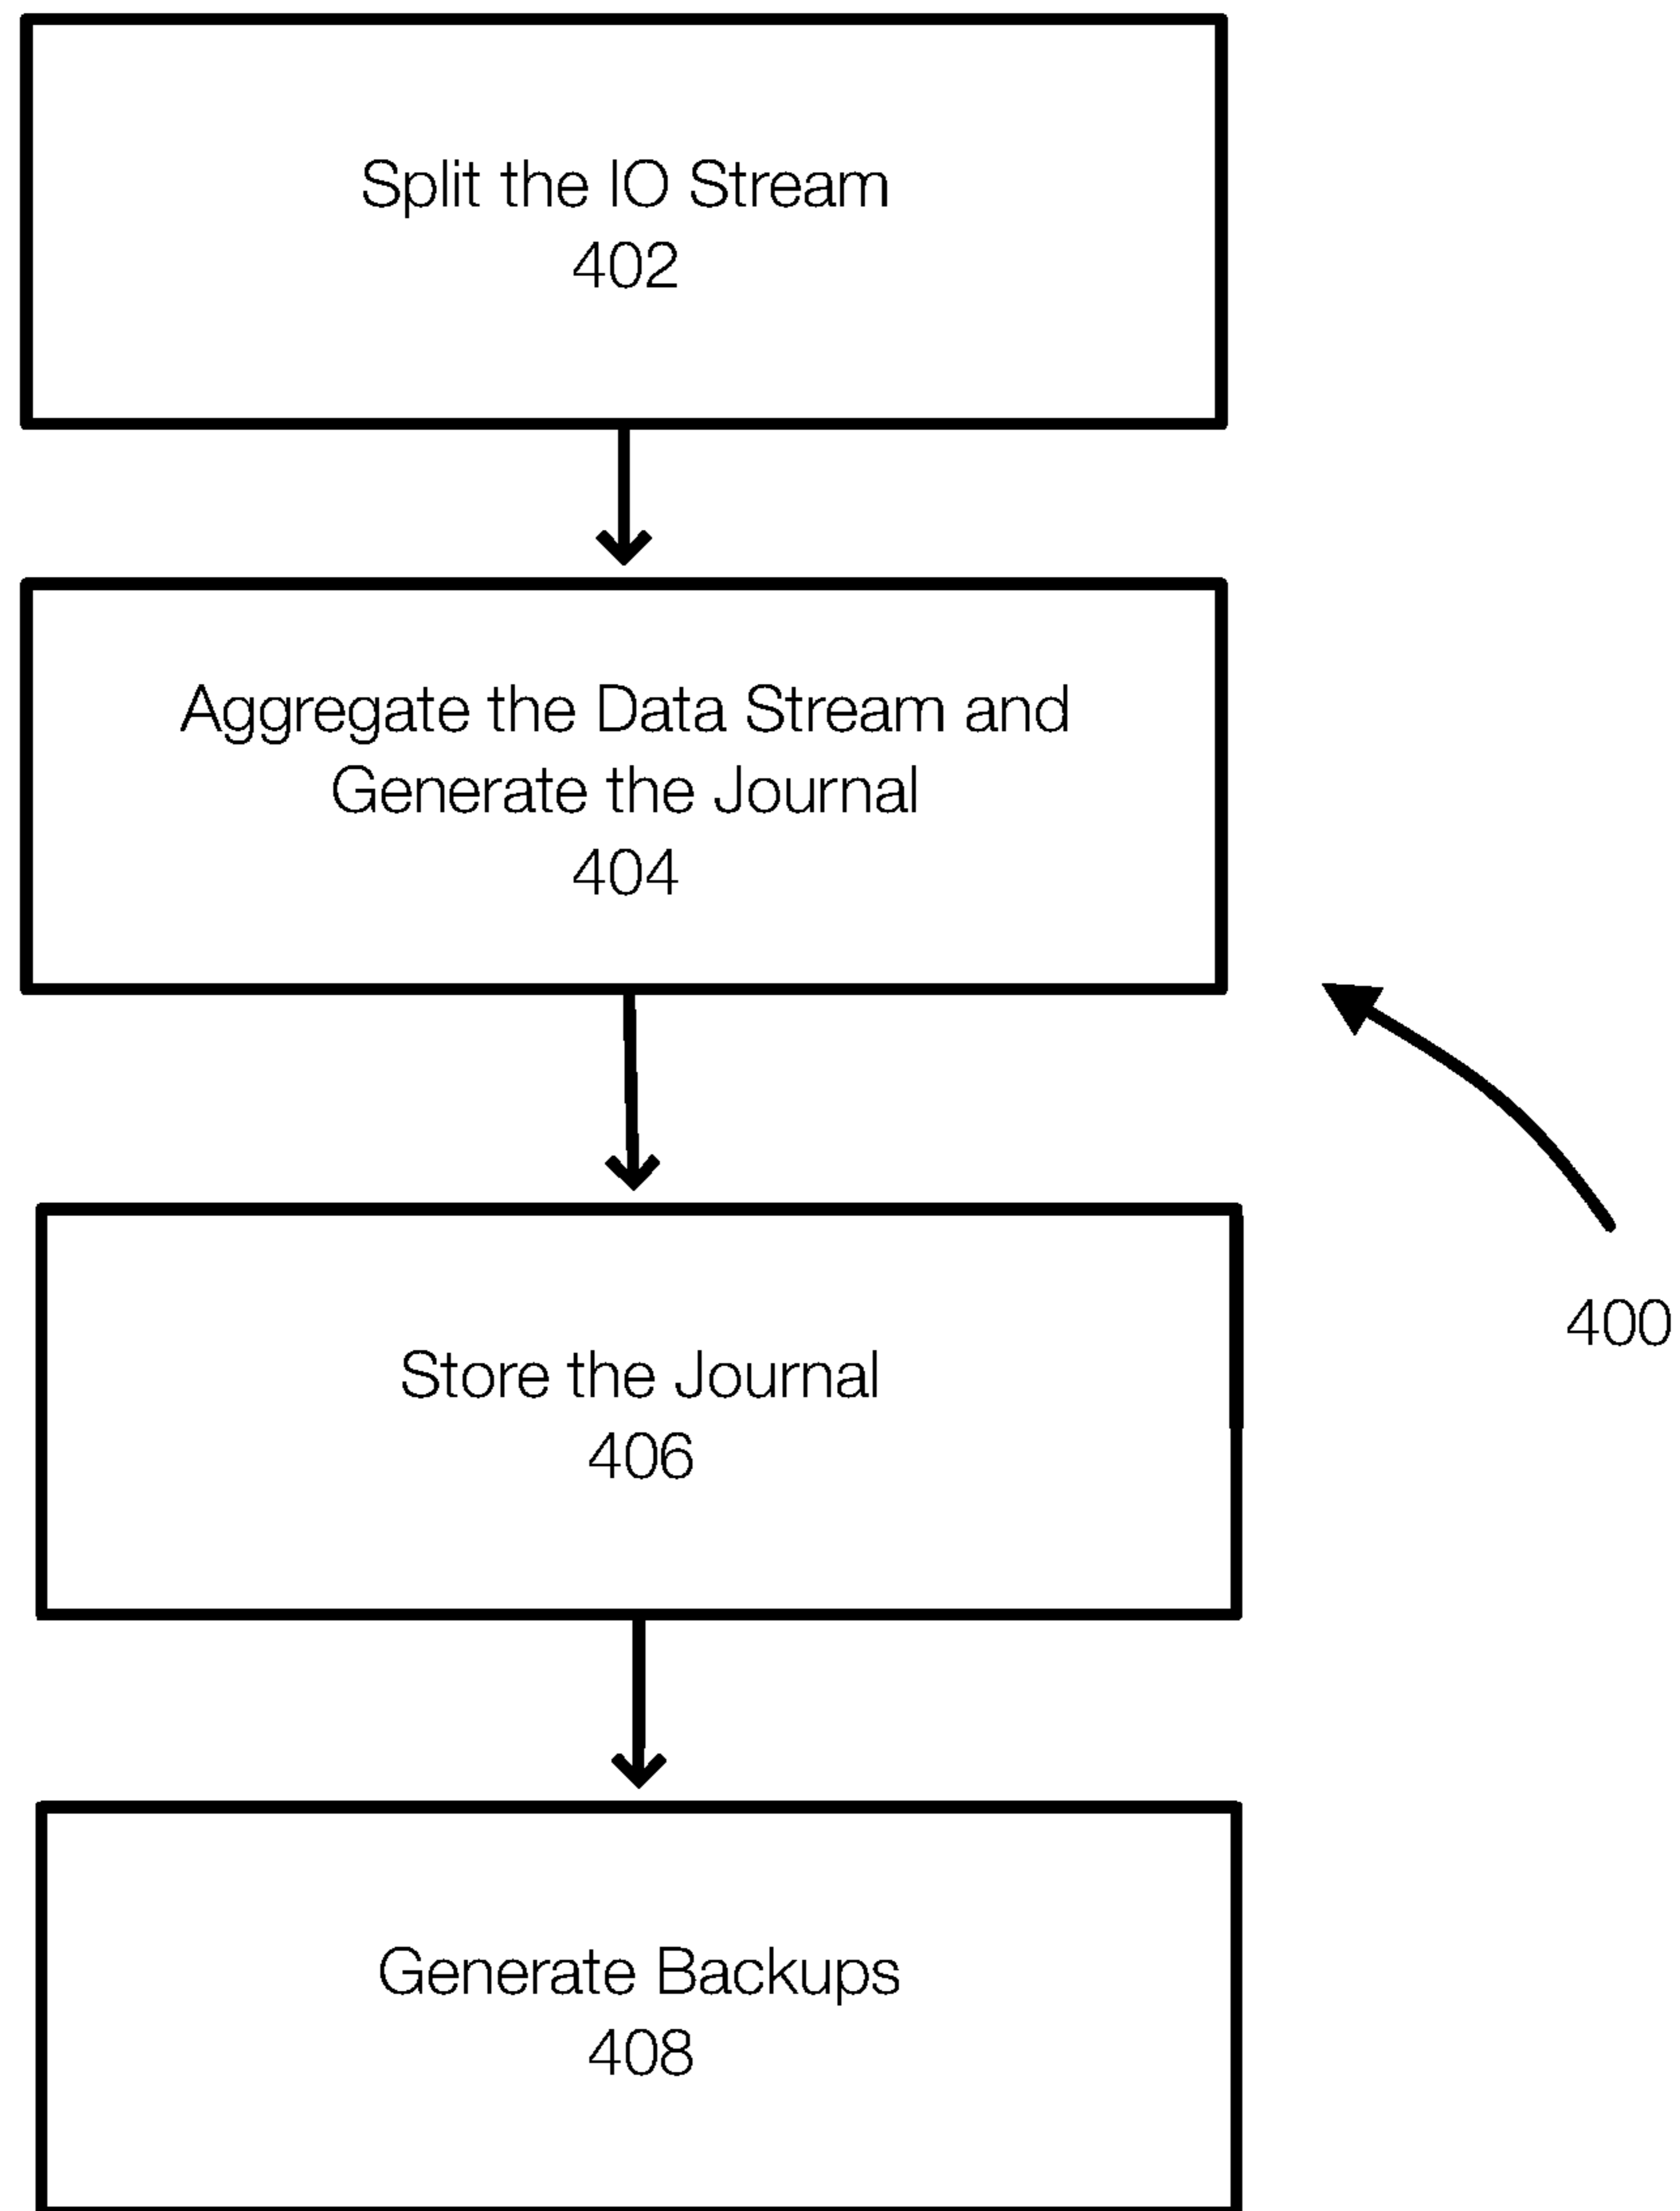 Split the IO Stream
402
Aggregate the Data Stream and
Generate the Journal
404
400
Store the Journal
406
Generate Backups
408